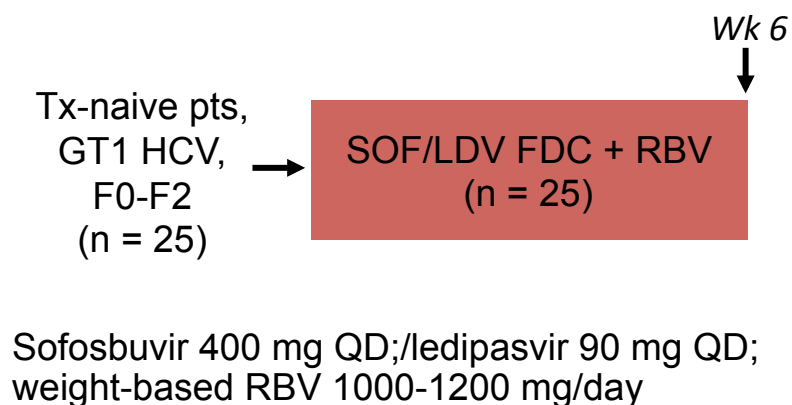 Wk 6
Tx-naive pts,
GT1 HCV,
F0-F2
(n = 25)
SOF/LDV FDC + RBV
(n = 25)
Sofosbuvir 400 mg QD;/ledipasvir 90 mg QD;
weight-based RBV 1000-1200 mg/day